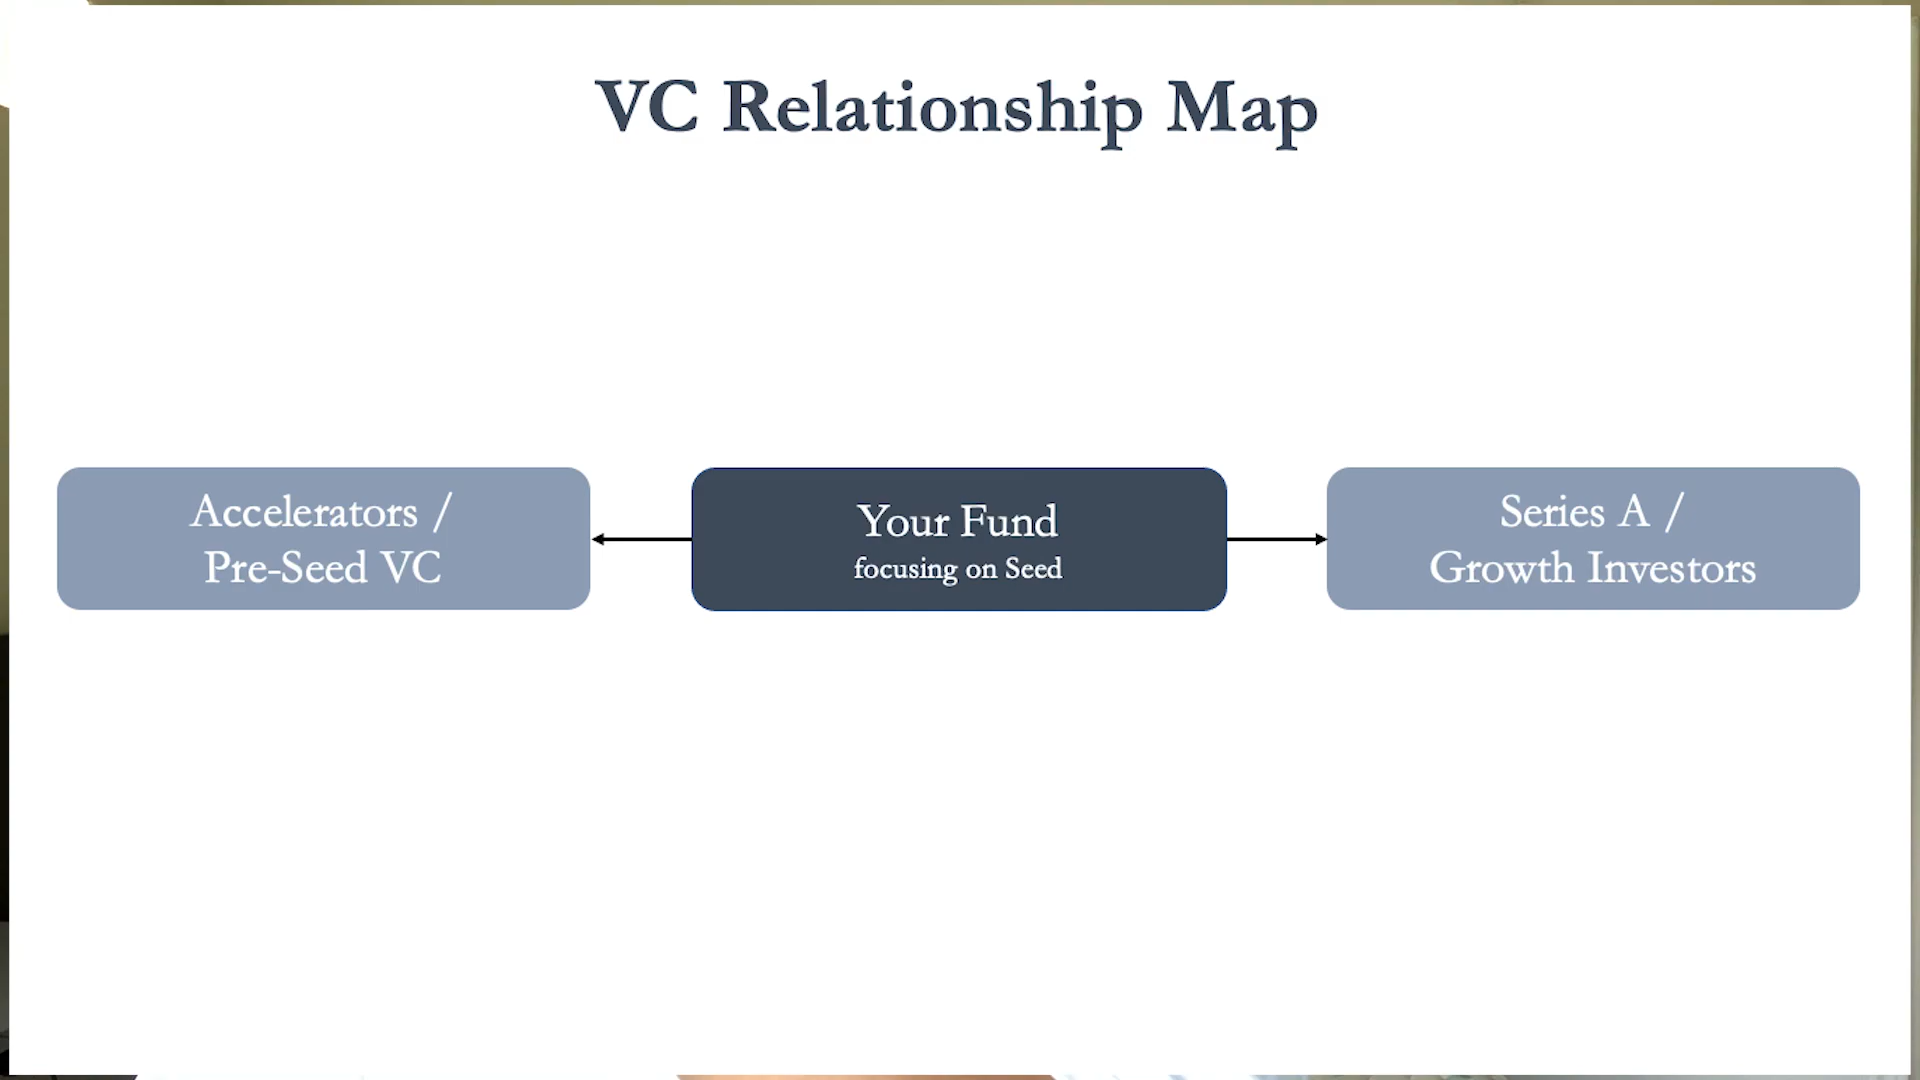 VC Relationship Map
Accelerators /
Pre-Seed VC
Your Fund
focusing on Seed
Series A /
Growth Investors